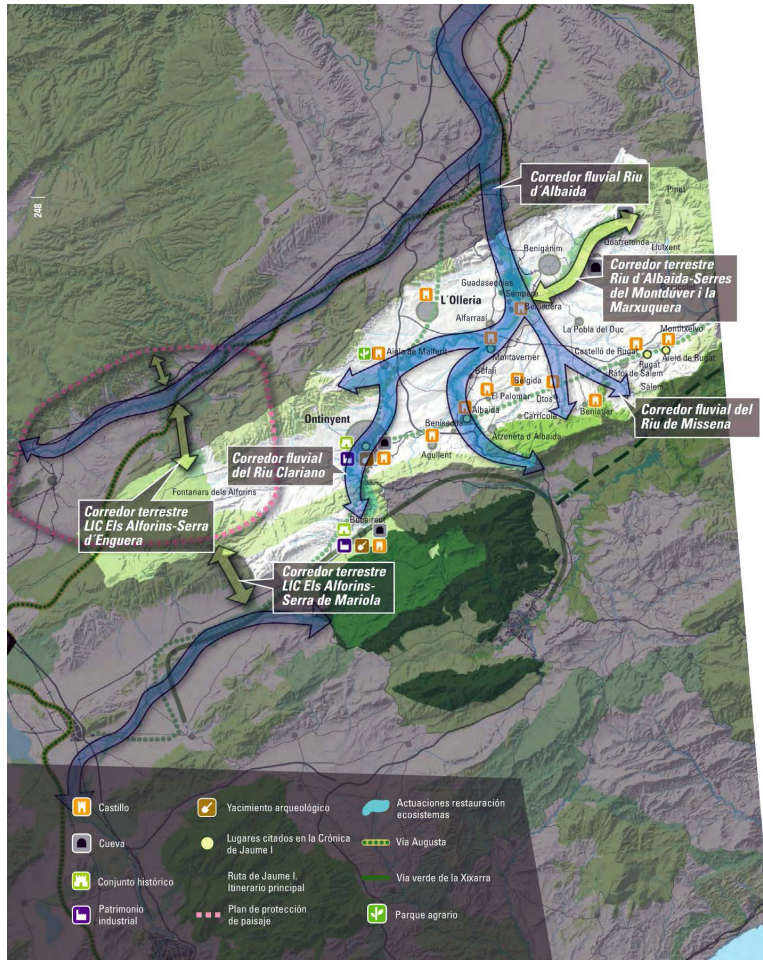 248
Corredor fluvial Riu
d´Albaida
Pinet
Quatretonda
Llutxent
Benigànim
Corredor terrestre
Riu d´Albaida-Serres
del Montdúver i la
Marxuquera
Guadasequies
Sempere
Bellús
L´Olleria
Alfarrasí
La Pobla del Duc
Montitxelvo
Castelló de Rugat
Aielo de Malferit
Montaverner
Aielo de Rugat
Rugat
Bufali
Ràfol de Salem
Bèlgida
Salem
El Palomar
Otos
Beniatjar
Albaida
Carrícola
Corredor fluvial del
Riu de Missena
Ontinyent
Benissoda
Atzeneta d´Albaida
Agullent
Corredor fluvial
del Riu Clariano
Fontanars dels Alforins
Corredor terrestre
LIC Els Alforins-Serra
d´Enguera
Bocairent
Corredor terrestre
LIC Els Alforins-
Serra de Mariola
Castillo
Yacimiento arqueológico
Actuaciones restauración
ecosistemas
Cueva
Lugares citados en la Crónica
de Jaume I
Vía Augusta
Conjunto histórico
Ruta de Jaume I.
Itinerario principal
Vía verde de la Xixarra
Patrimonio
industrial
Plan de protección
de paisaje
Parque agrario